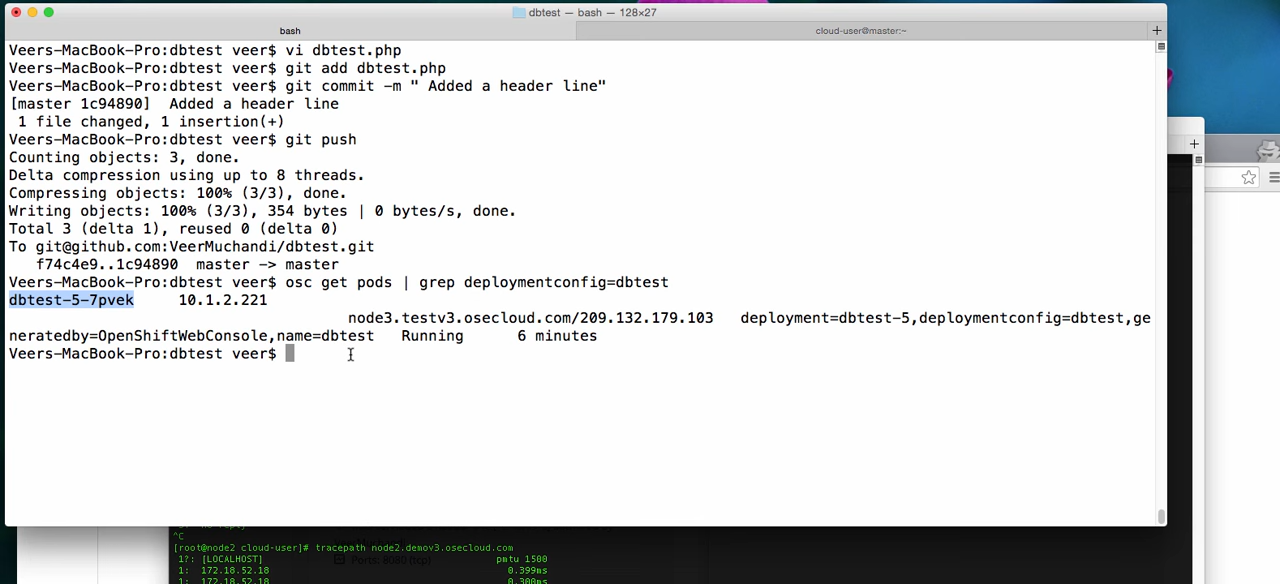 dbtest — bash — 128×27
bash
cloud-user@master:~
Veers-MacBook-Pro:dbtest veer$ vi dbtest.php
Veers-MacBook-Pro:dbtest veer$ git add dbtest.php
Veers-MacBook-Pro:dbtest veer$ git commit -m " Added a header line"
[master 1c94890]  Added a header line
 1 file changed, 1 insertion(+)
Veers-MacBook-Pro:dbtest veer$ git push
Counting objects: 3, done.
Delta compression using up to 8 threads.
Compressing objects: 100% (3/3), done.
Writing objects: 100% (3/3), 354 bytes | 0 bytes/s, done.
Total 3 (delta 1), reused 0 (delta 0)
To git@github.com:VeerMuchandi/dbtest.git
   f74c4e9..1c94890  master -> master
Veers-MacBook-Pro:dbtest veer$ osc get pods | grep deploymentconfig=dbtest
dbtest-5-7pvek     10.1.2.221
node3.testv3.osecloud.com/209.132.179.103   deployment=dbtest-5,deploymentconfig=dbtest,ge
neratedby=OpenShiftWebConsole,name=dbtest   Running      6 minutes
Veers-MacBook-Pro:dbtest veer$
^C
[root@node2 cloud-user]# tracepath node2.demov3.osecloud.com
 1?: [LOCALHOST]                     pmtu 1500
 1:  172.18.52.18                    0.399ms
 1:  172.18.52.18                    0.300ms